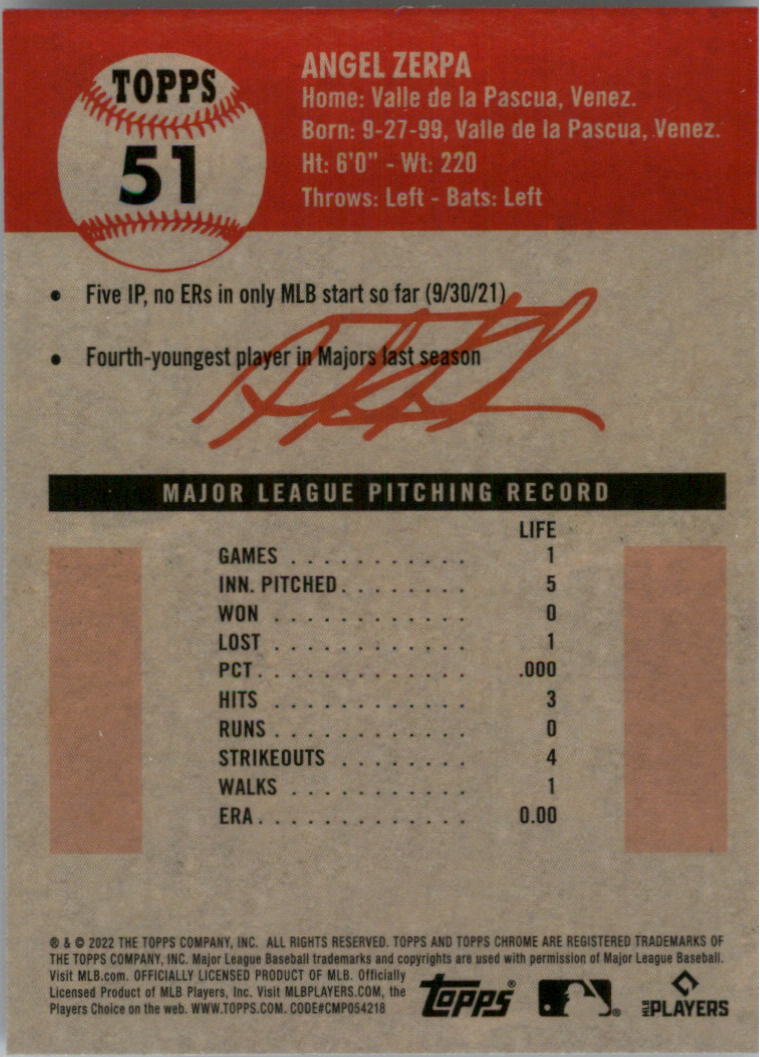 TOPPS
51
ANGEL ZERPA
Home: Valle de la Pascua, Venez.
Born: 9-27-99, Valle de la Pascua, Venez.
Ht: 6'0" - Wt: 220
Throws: Left - Bats: Left
• Five IP, no ERs in only MLB start so far (9/30/21)
• Fourth-youngest player in Majors last season
MAJOR LEAGUE PITCHING RECORD
LIFE
GAMES . . . . . . . . . . . 1
INN. PITCHED . . . . . . . . 5
WON . . . . . . . . . . . . 0
LOST . . . . . . . . . . . . 1
PCT . . . . . . . . . . . . . .000
HITS . . . . . . . . . . . . 3
RUNS . . . . . . . . . . . . 0
STRIKEOUTS . . . . . . . . 4
WALKS . . . . . . . . . . . 1
ERA . . . . . . . . . . . . . 0.00
® & © 2022 THE TOPPS COMPANY, INC. ALL RIGHTS RESERVED. TOPPS AND TOPPS CHROME ARE REGISTERED TRADEMARKS OF
THE TOPPS COMPANY, INC. Major League Baseball trademarks and copyrights are used with permission of Major League Baseball.
Visit MLB.com. OFFICIALLY LICENSED PRODUCT OF MLB. Officially
Licensed Product of MLB Players, Inc. Visit MLBPLAYERS.COM, the
Players Choice on the web. WWW.TOPPS.COM. CODE#CMP054218
topps®
®
MLB PLAYERS